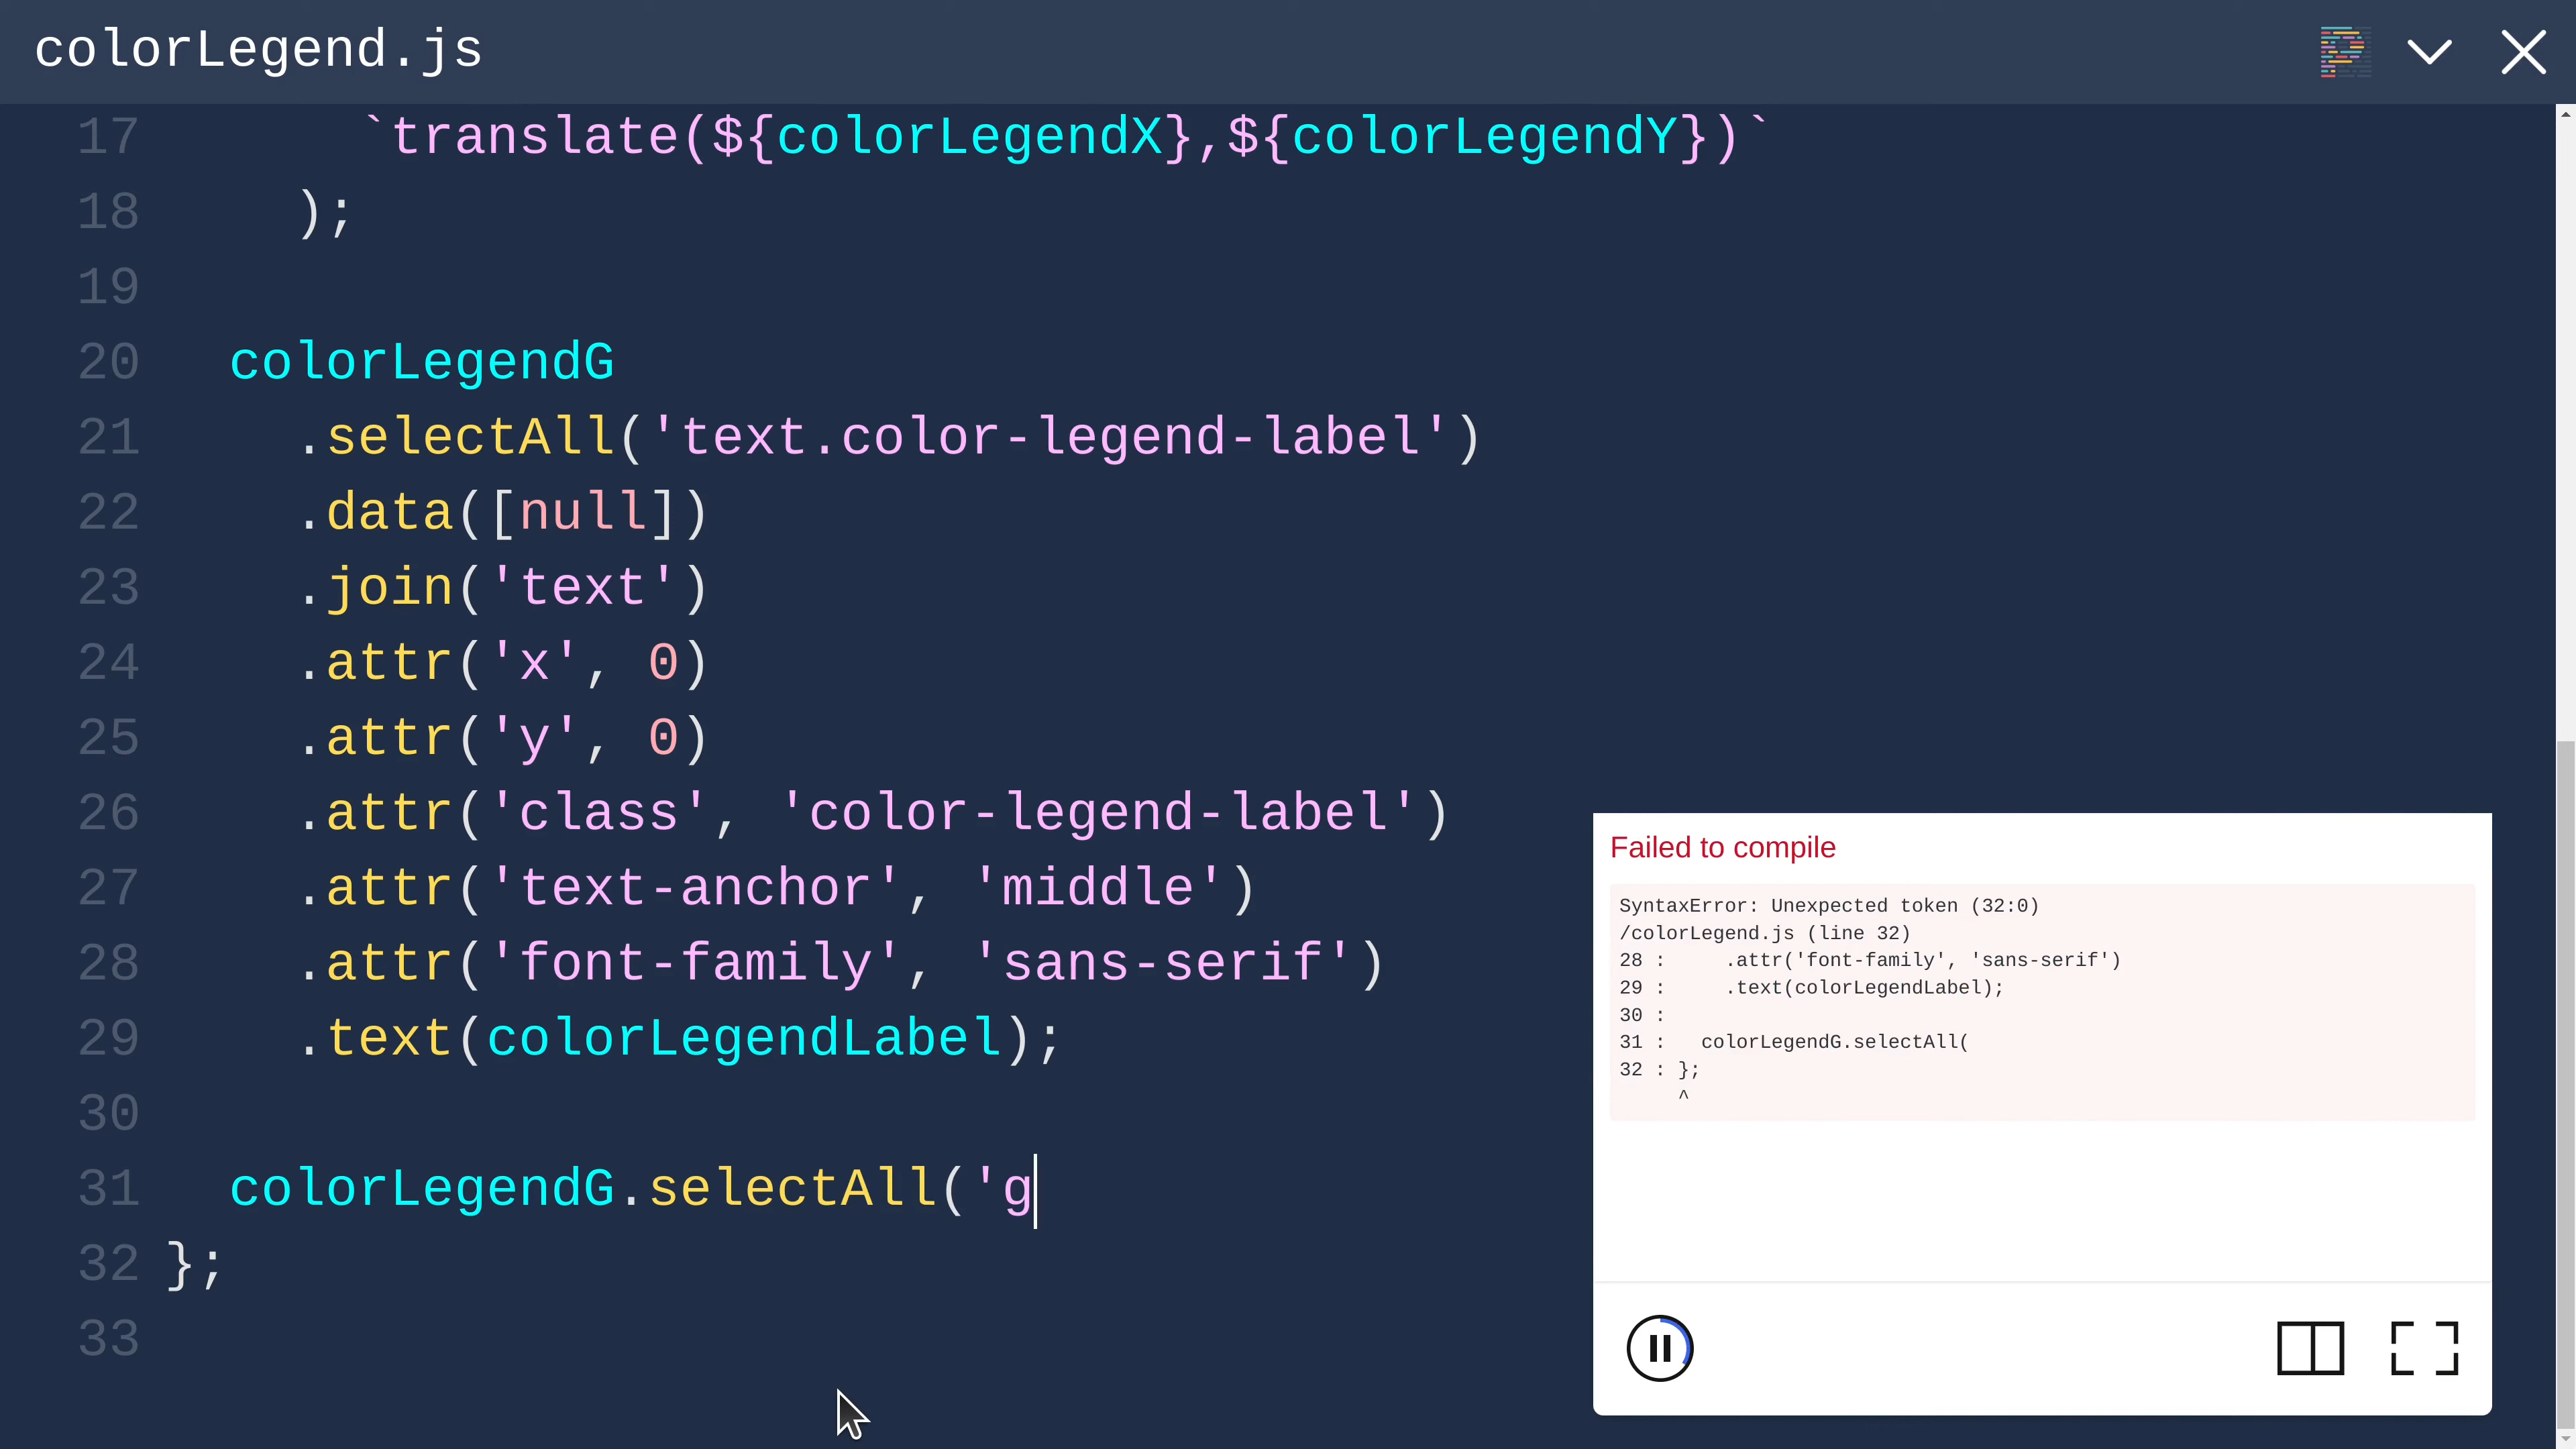 colorLegend.js
17 `translate(${colorLegendX},${colorLegendY})`
18 );
19
20 colorLegendG
21 .selectAll('text.color-legend-label')
22 .data([null])
23 .join('text')
24 .attr('x', 0)
25 .attr('y', 0)
26 .attr('class', 'color-legend-label')
27 .attr('text-anchor', 'middle')
28 .attr('font-family', 'sans-serif')
29 .text(colorLegendLabel);
30
31 colorLegendG.selectAll('g
32 };
33
Failed to compile
SyntaxError: Unexpected token (32:0)
/colorLegend.js (line 32)
28 : .attr('font-family', 'sans-serif')
29 : .text(colorLegendLabel);
30 :
31 : colorLegendG.selectAll(
32 : };
^